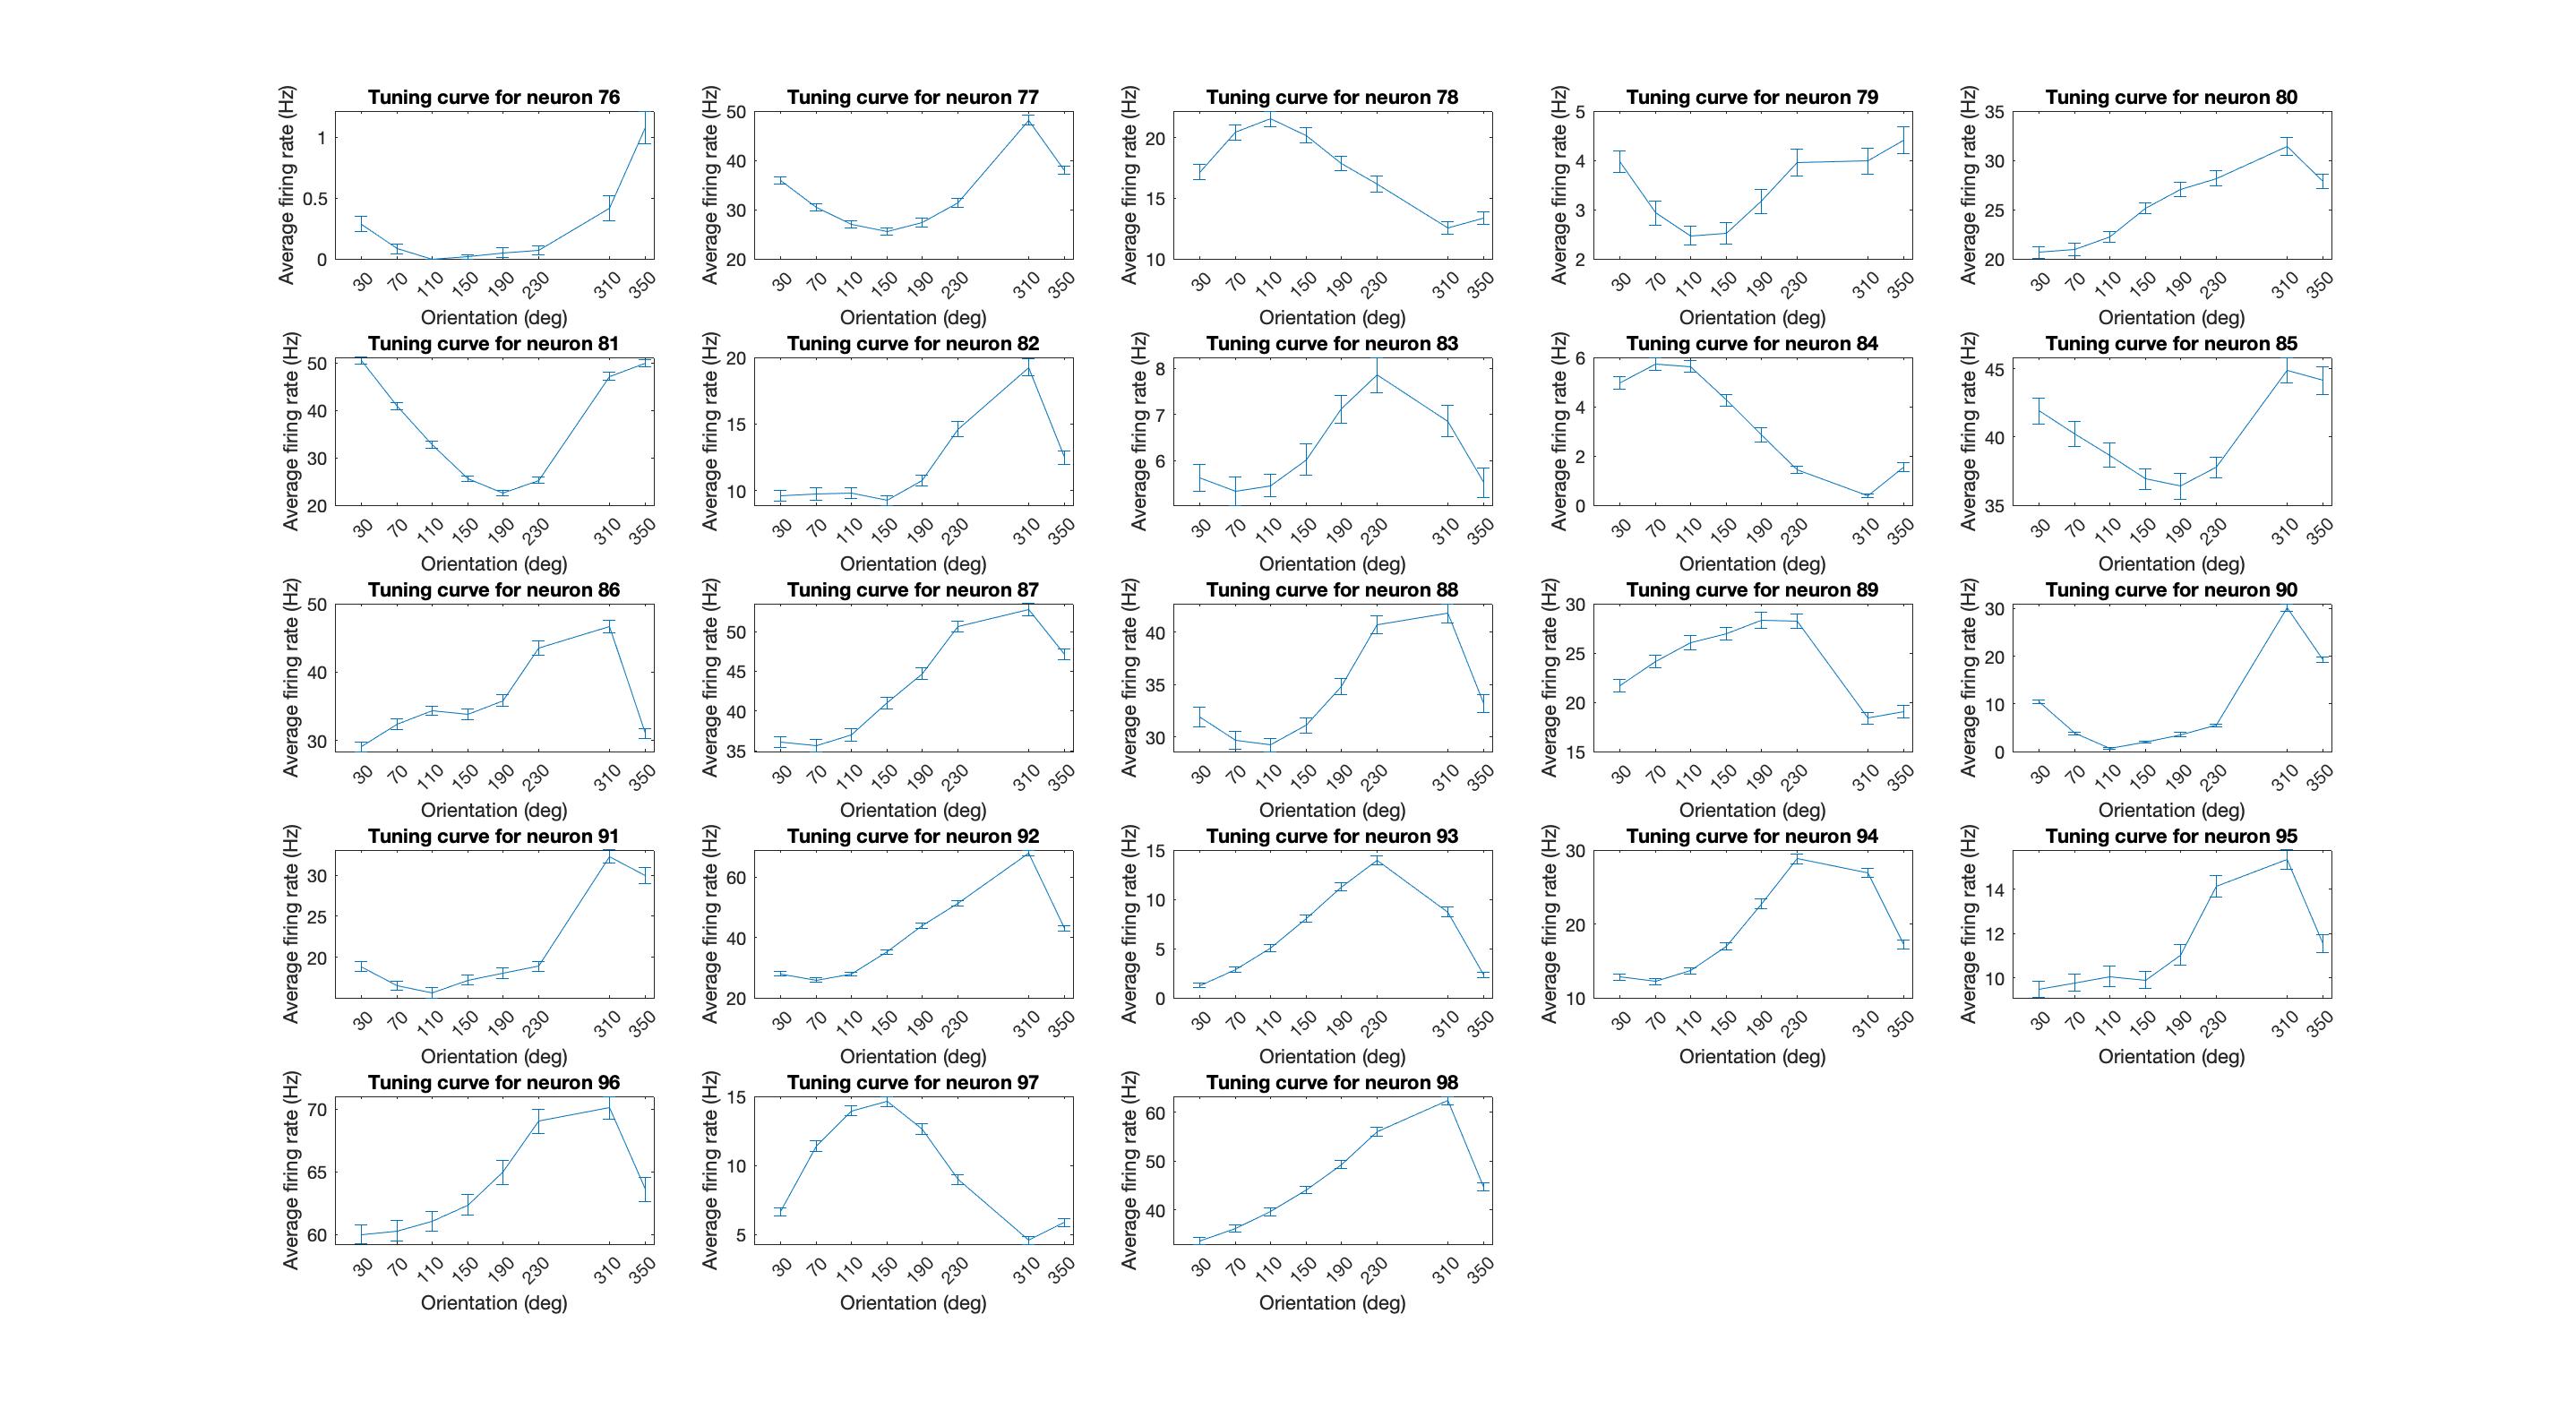 Tuning curve for neuron 76
Average firing rate (Hz)
1
0.5
0
30 70 110 150 190 230 310 350
Orientation (deg)
Tuning curve for neuron 77
Average firing rate (Hz)
50
40
30
20
30 70 110 150 190 230 310 350
Orientation (deg)
Tuning curve for neuron 78
Average firing rate (Hz)
20
15
10
30 70 110 150 190 230 310 350
Orientation (deg)
Tuning curve for neuron 79
Average firing rate (Hz)
5
4
3
2
30 70 110 150 190 230 310 350
Orientation (deg)
Tuning curve for neuron 80
Average firing rate (Hz)
35
30
25
20
30 70 110 150 190 230 310 350
Orientation (deg)
Tuning curve for neuron 81
Average firing rate (Hz)
50
40
30
20
30 70 110 150 190 230 310 350
Orientation (deg)
Tuning curve for neuron 82
Average firing rate (Hz)
20
15
10
30 70 110 150 190 230 310 350
Orientation (deg)
Tuning curve for neuron 83
Average firing rate (Hz)
8
7
6
30 70 110 150 190 230 310 350
Orientation (deg)
Tuning curve for neuron 84
Average firing rate (Hz)
6
4
2
0
30 70 110 150 190 230 310 350
Orientation (deg)
Tuning curve for neuron 85
Average firing rate (Hz)
45
40
35
30 70 110 150 190 230 310 350
Orientation (deg)
Tuning curve for neuron 86
Average firing rate (Hz)
50
40
30
30 70 110 150 190 230 310 350
Orientation (deg)
Tuning curve for neuron 87
Average firing rate (Hz)
50
45
40
35
30 70 110 150 190 230 310 350
Orientation (deg)
Tuning curve for neuron 88
Average firing rate (Hz)
40
35
30
30 70 110 150 190 230 310 350
Orientation (deg)
Tuning curve for neuron 89
Average firing rate (Hz)
30
25
20
15
30 70 110 150 190 230 310 350
Orientation (deg)
Tuning curve for neuron 90
Average firing rate (Hz)
30
20
10
0
30 70 110 150 190 230 310 350
Orientation (deg)
Tuning curve for neuron 91
Average firing rate (Hz)
30
25
20
30 70 110 150 190 230 310 350
Orientation (deg)
Tuning curve for neuron 92
Average firing rate (Hz)
60
40
20
30 70 110 150 190 230 310 350
Orientation (deg)
Tuning curve for neuron 93
Average firing rate (Hz)
15
10
5
0
30 70 110 150 190 230 310 350
Orientation (deg)
Tuning curve for neuron 94
Average firing rate (Hz)
30
20
10
30 70 110 150 190 230 310 350
Orientation (deg)
Tuning curve for neuron 95
Average firing rate (Hz)
14
12
10
30 70 110 150 190 230 310 350
Orientation (deg)
Tuning curve for neuron 96
Average firing rate (Hz)
70
65
60
30 70 110 150 190 230 310 350
Orientation (deg)
Tuning curve for neuron 97
Average firing rate (Hz)
15
10
5
30 70 110 150 190 230 310 350
Orientation (deg)
Tuning curve for neuron 98
Average firing rate (Hz)
60
50
40
30 70 110 150 190 230 310 350
Orientation (deg)